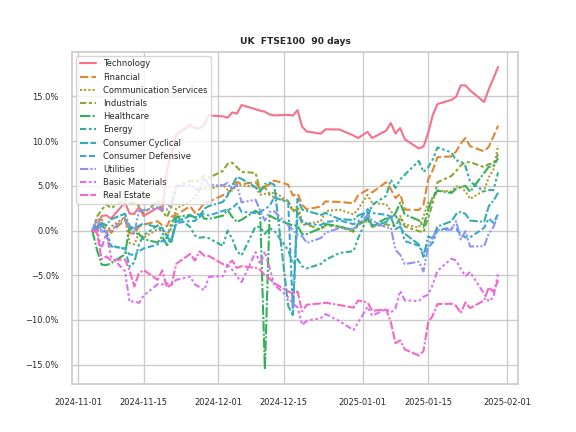 UK  FTSE100  90 days
Technology
Financial
Communication Services
Industrials
Healthcare
Energy
Consumer Cyclical
Consumer Defensive
Utilities
Basic Materials
Real Estate
15.0%
10.0%
5.0%
0.0%
−5.0%
−10.0%
−15.0%
2024-11-01 2024-11-15 2024-12-01 2024-12-15 2025-01-01 2025-01-15 2025-02-01